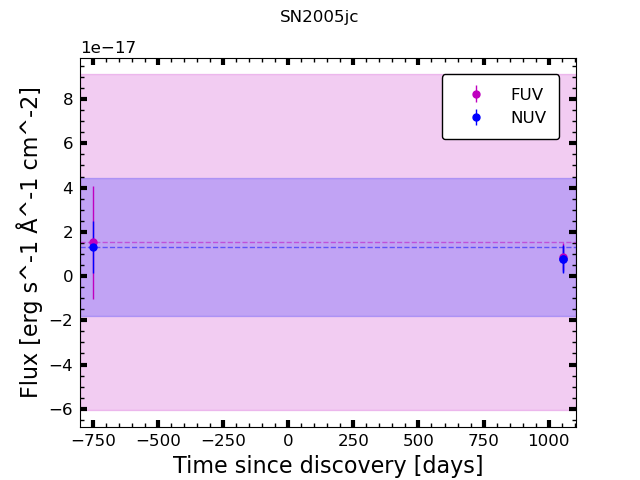 SN2005jc
1e−17
8
6
4
2
0
−2
−4
−6
Flux [erg s^-1 Å^-1 cm^-2]
FUV
NUV
−750 −500 −250 0 250 500 750 1000
Time since discovery [days]